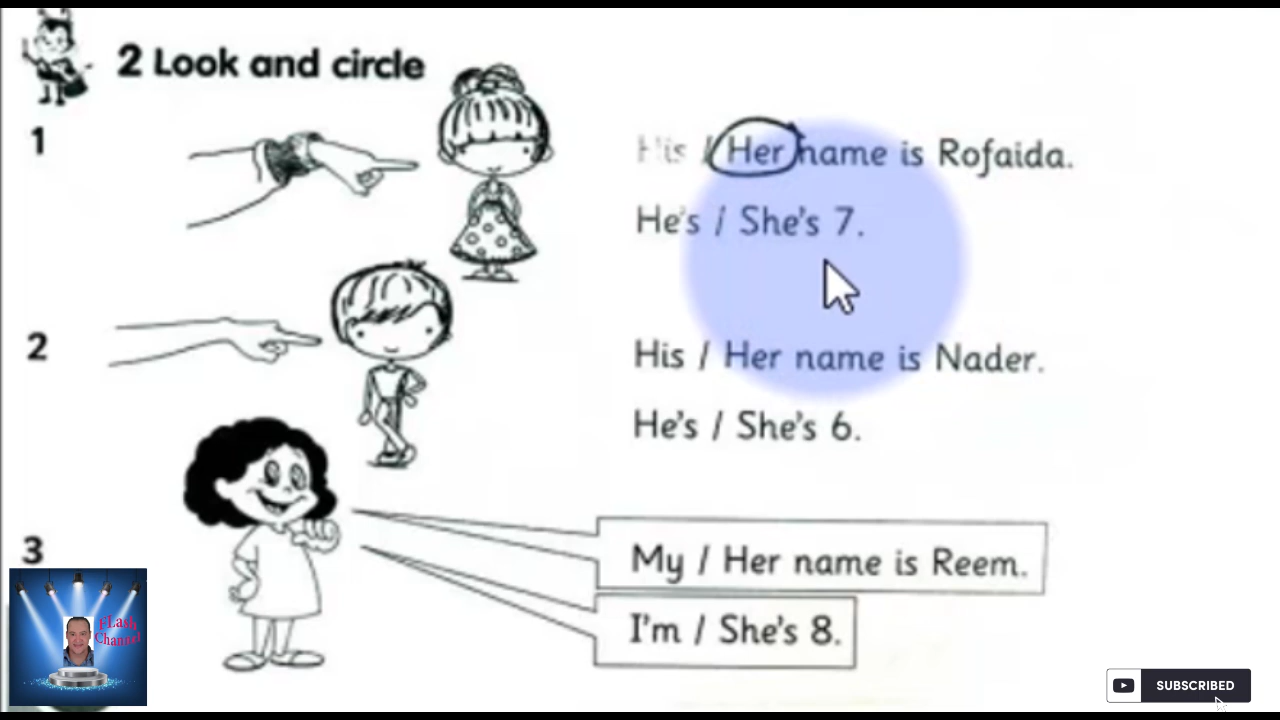 2 Look and circle
1
His / Her name is Rofaida.
He's / She's 7.
2
His / Her name is Nader.
He's / She's 6.
3
My / Her name is Reem.
I'm / She's 8.
FLash
Channel
SUBSCRIBED